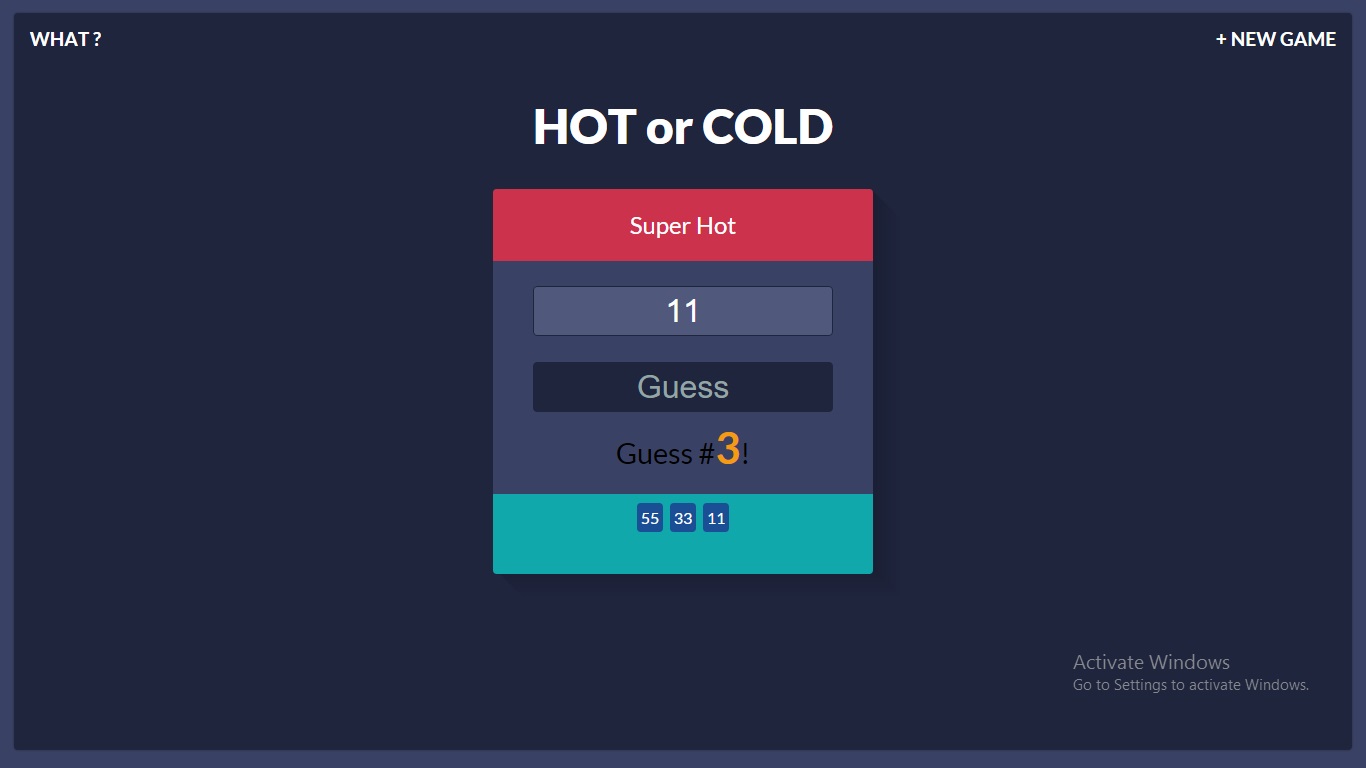 WHAT ?
+ NEW GAME
HOT or COLD
Super Hot
11
Guess
Guess #3!
55 33 11
Activate Windows
Go to Settings to activate Windows.